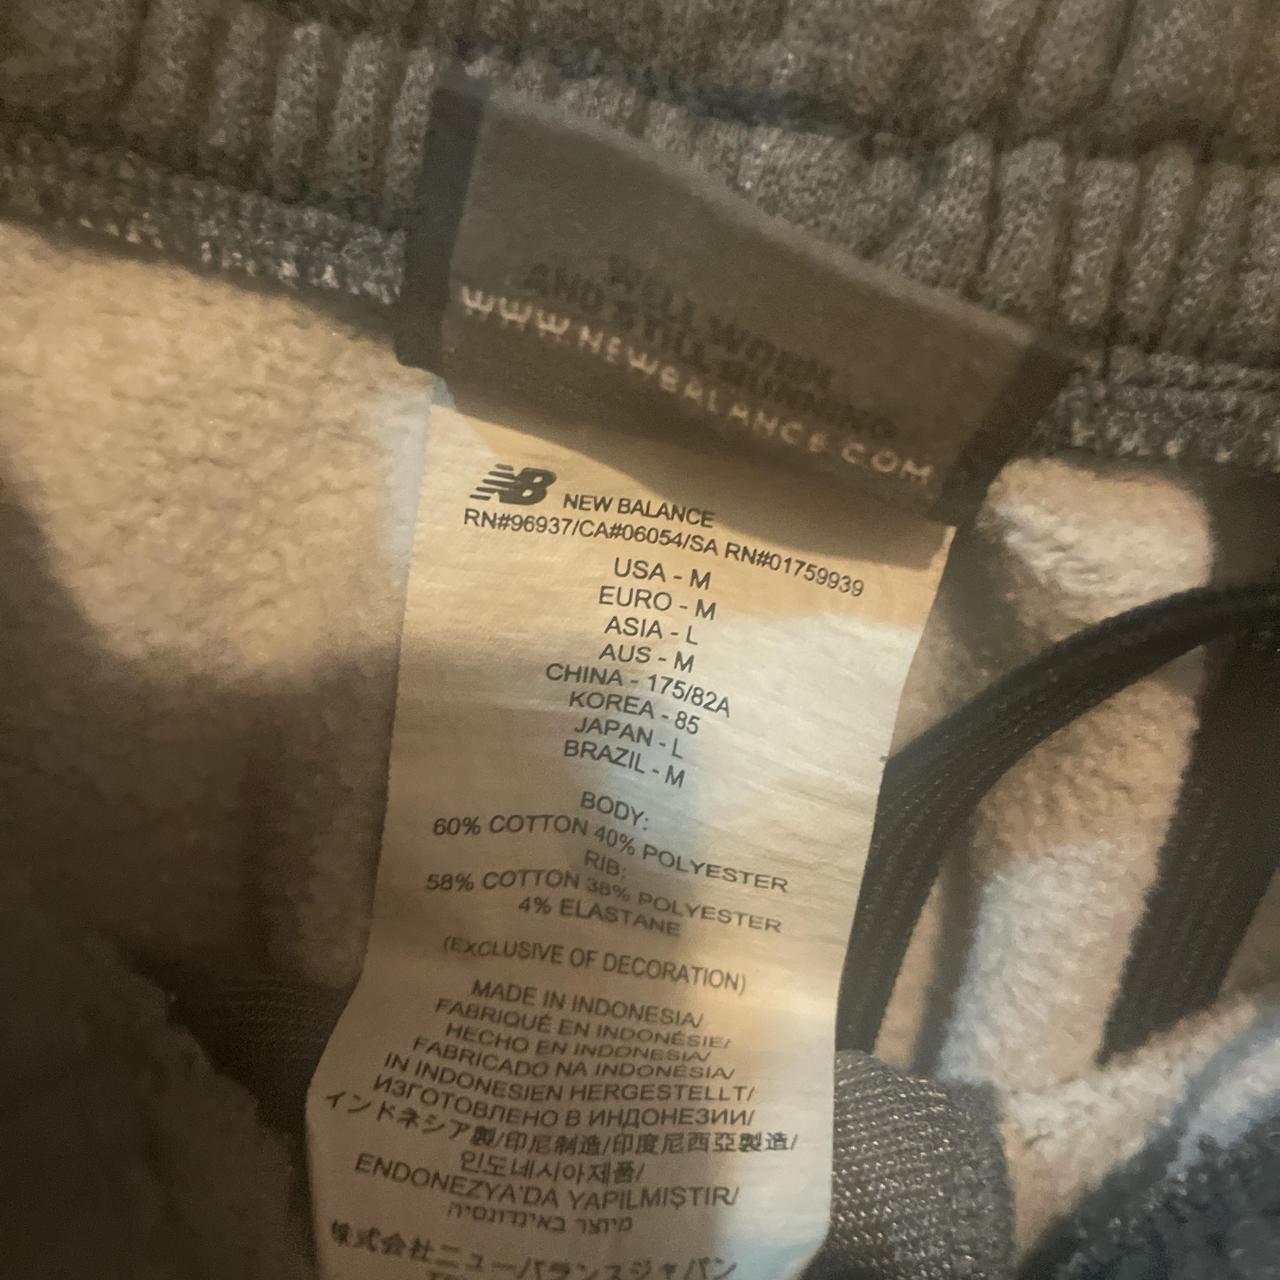 WELL WORN
AND STILL RUNNING
WWW.NEWBALANCE.COM
NB NEW BALANCE
RN#96937/CA#06054/SA RN#01759939
USA - M
EURO - M
ASIA - L
AUS - M
CHINA - 175/82A
KOREA - 85
JAPAN - L
BRAZIL - M
BODY:
60% COTTON 40% POLYESTER
RIB:
58% COTTON 38% POLYESTER
4% ELASTANE
(EXCLUSIVE OF DECORATION)
MADE IN INDONESIA/
FABRIQUÉ EN INDONÉSIE/
HECHO EN INDONESIA/
FABRICADO NA INDONÉSIA/
IN INDONESIEN HERGESTELLT/
ИЗГОТОВЛЕНО В ИНДОНЕЗИИ/
インドネシア製/印尼制造/印度尼西亞製造/
인도네시아제품/
ENDONEZYA'DA YAPILMIŞTIR/
מיוצר באינדונסיה
株式会社ニューバランスジャパン